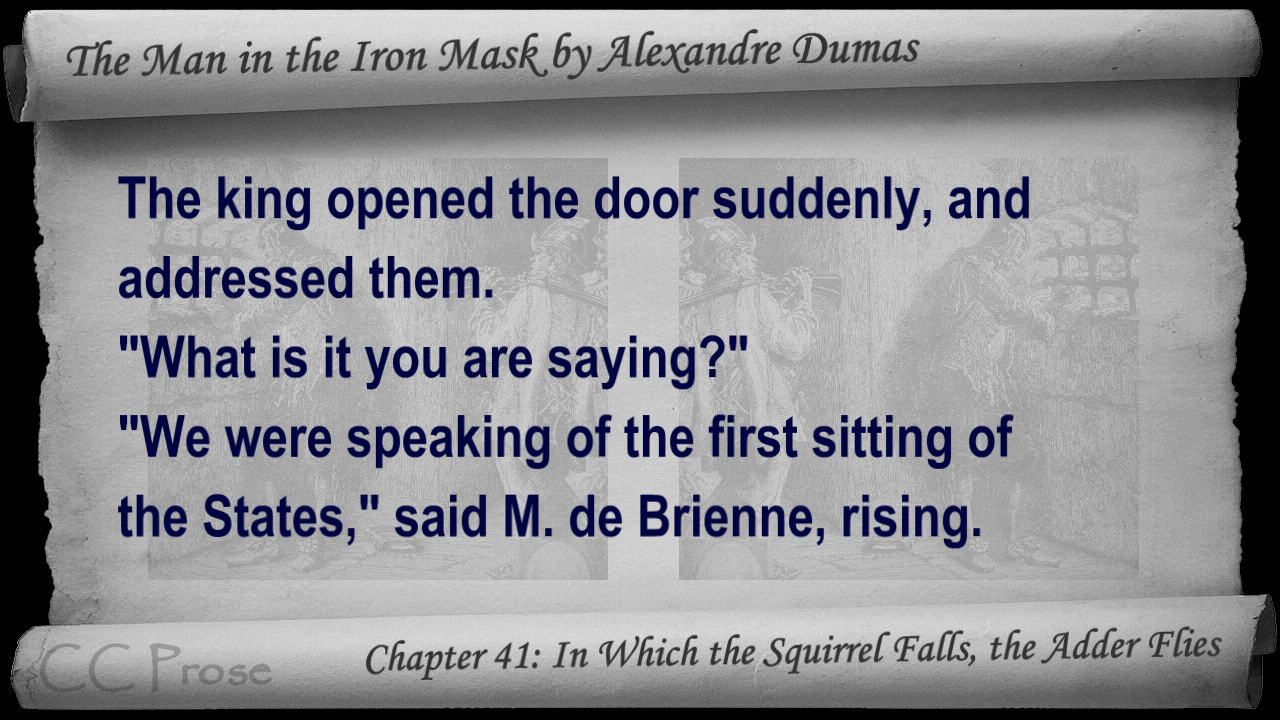 The Man in the Iron Mask by Alexandre Dumas
The king opened the door suddenly, and
addressed them.
"What is it you are saying?"
"We were speaking of the first sitting of
the States," said M. de Brienne, rising.
Chapter 41: In Which the Squirrel Falls, the Adder Flies
CC Prose